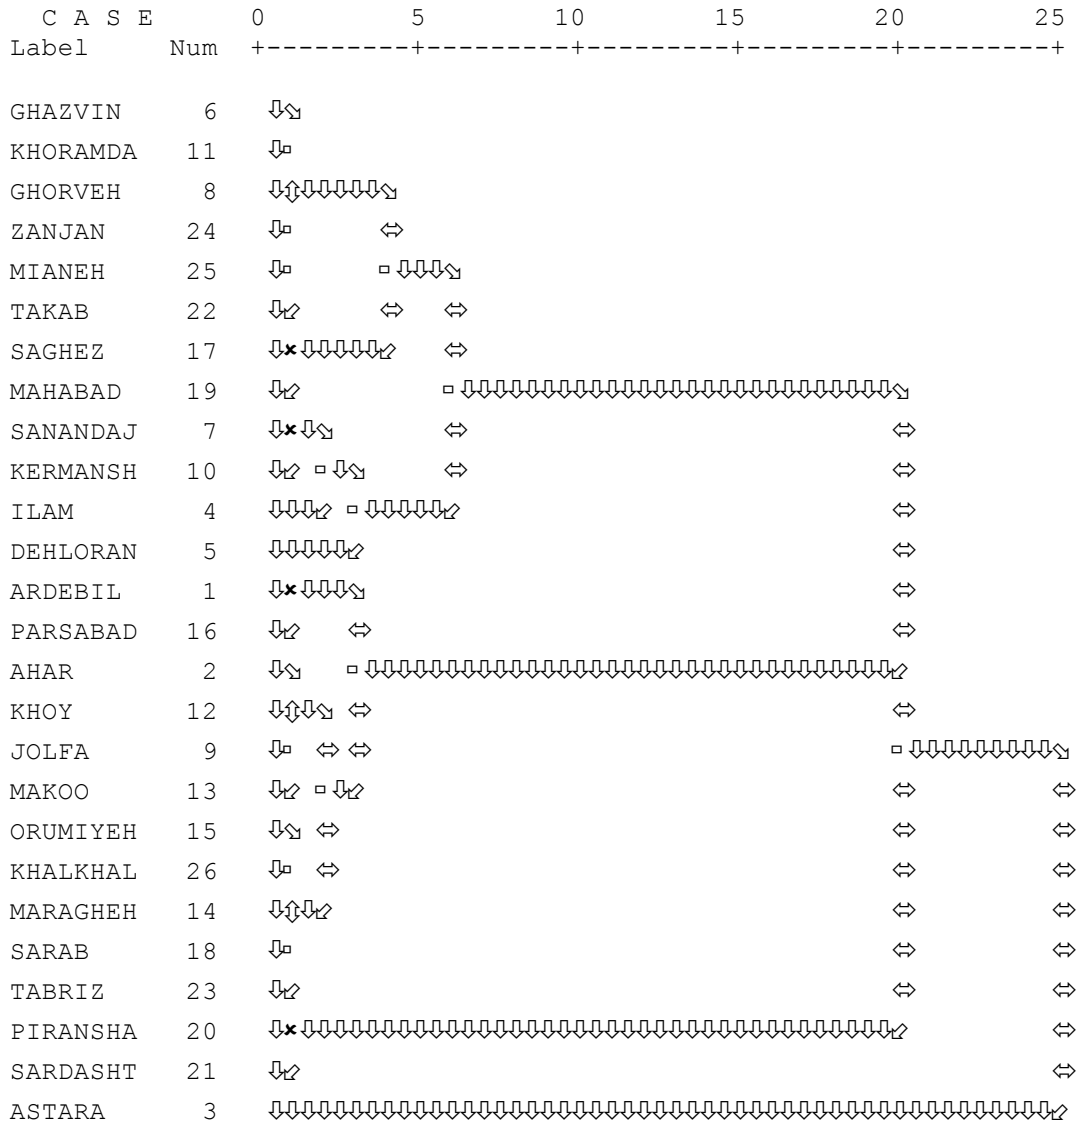 C A S E 0 5 10 15 20 25
Label Num +---------+---------+---------+---------+---------+
GHAZVIN 6
KHORAMDA 11
GHORVEH 8
ZANJAN 24
MIANEH 25
TAKAB 22
SAGHEZ 17
MAHABAD 19
SANANDAJ 7
KERMANSH 10
ILAM 4
DEHLORAN 5
ARDEBIL 1
PARSABAD 16
AHAR 2
KHOY 12
JOLFA 9
MAKOO 13
ORUMIYEH 15
KHALKHAL 26
MARAGHEH 14
SARAB 18
TABRIZ 23
PIRANSHA 20
SARDASHT 21
ASTARA 3